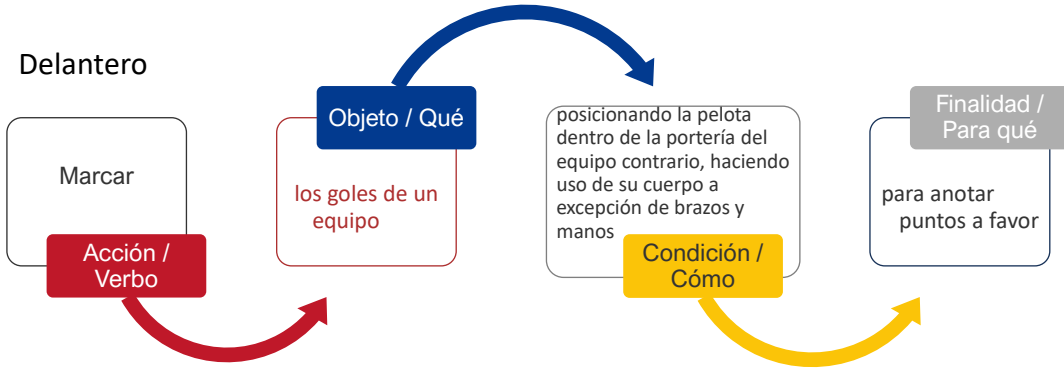 Delantero
Marcar
Acción /
Verbo
Objeto / Qué
los goles de un
equipo
posicionando la pelota
dentro de la portería del
equipo contrario, haciendo
uso de su cuerpo a
excepción de brazos y
manos
Condición /
Cómo
Finalidad /
Para qué
para anotar
puntos a favor